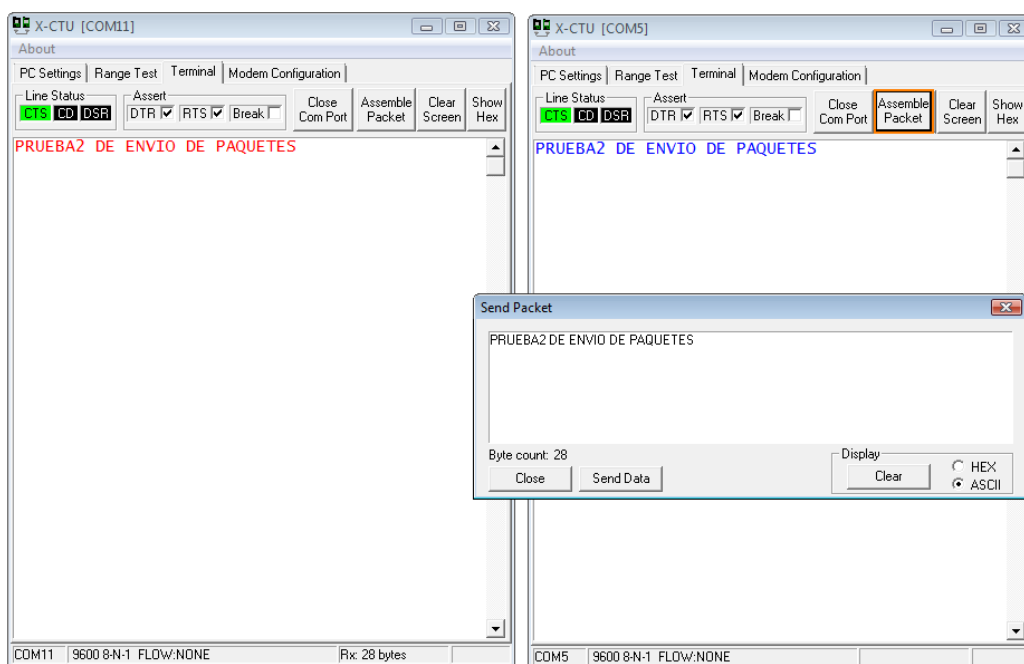 X-CTU [COM11]
About
PC Settings Range Test Terminal Modem Configuration
Line Status
CTS CD DSR
Assert
DTR RTS Break
Close Com Port
Assemble Packet
Clear Screen
Show Hex
PRUEBA2 DE ENVIO DE PAQUETES
COM11 9600 8-N-1 FLOW:NONE Rx: 28 bytes
X-CTU [COM5]
About
PC Settings Range Test Terminal Modem Configuration
Line Status
CTS CD DSR
Assert
DTR RTS Break
Close Com Port
Assemble Packet
Clear Screen
Show Hex
PRUEBA2 DE ENVIO DE PAQUETES
Send Packet
PRUEBA2 DE ENVIO DE PAQUETES
Byte count: 28
Close
Send Data
Display
Clear
HEX
ASCII
COM5 9600 8-N-1 FLOW:NONE